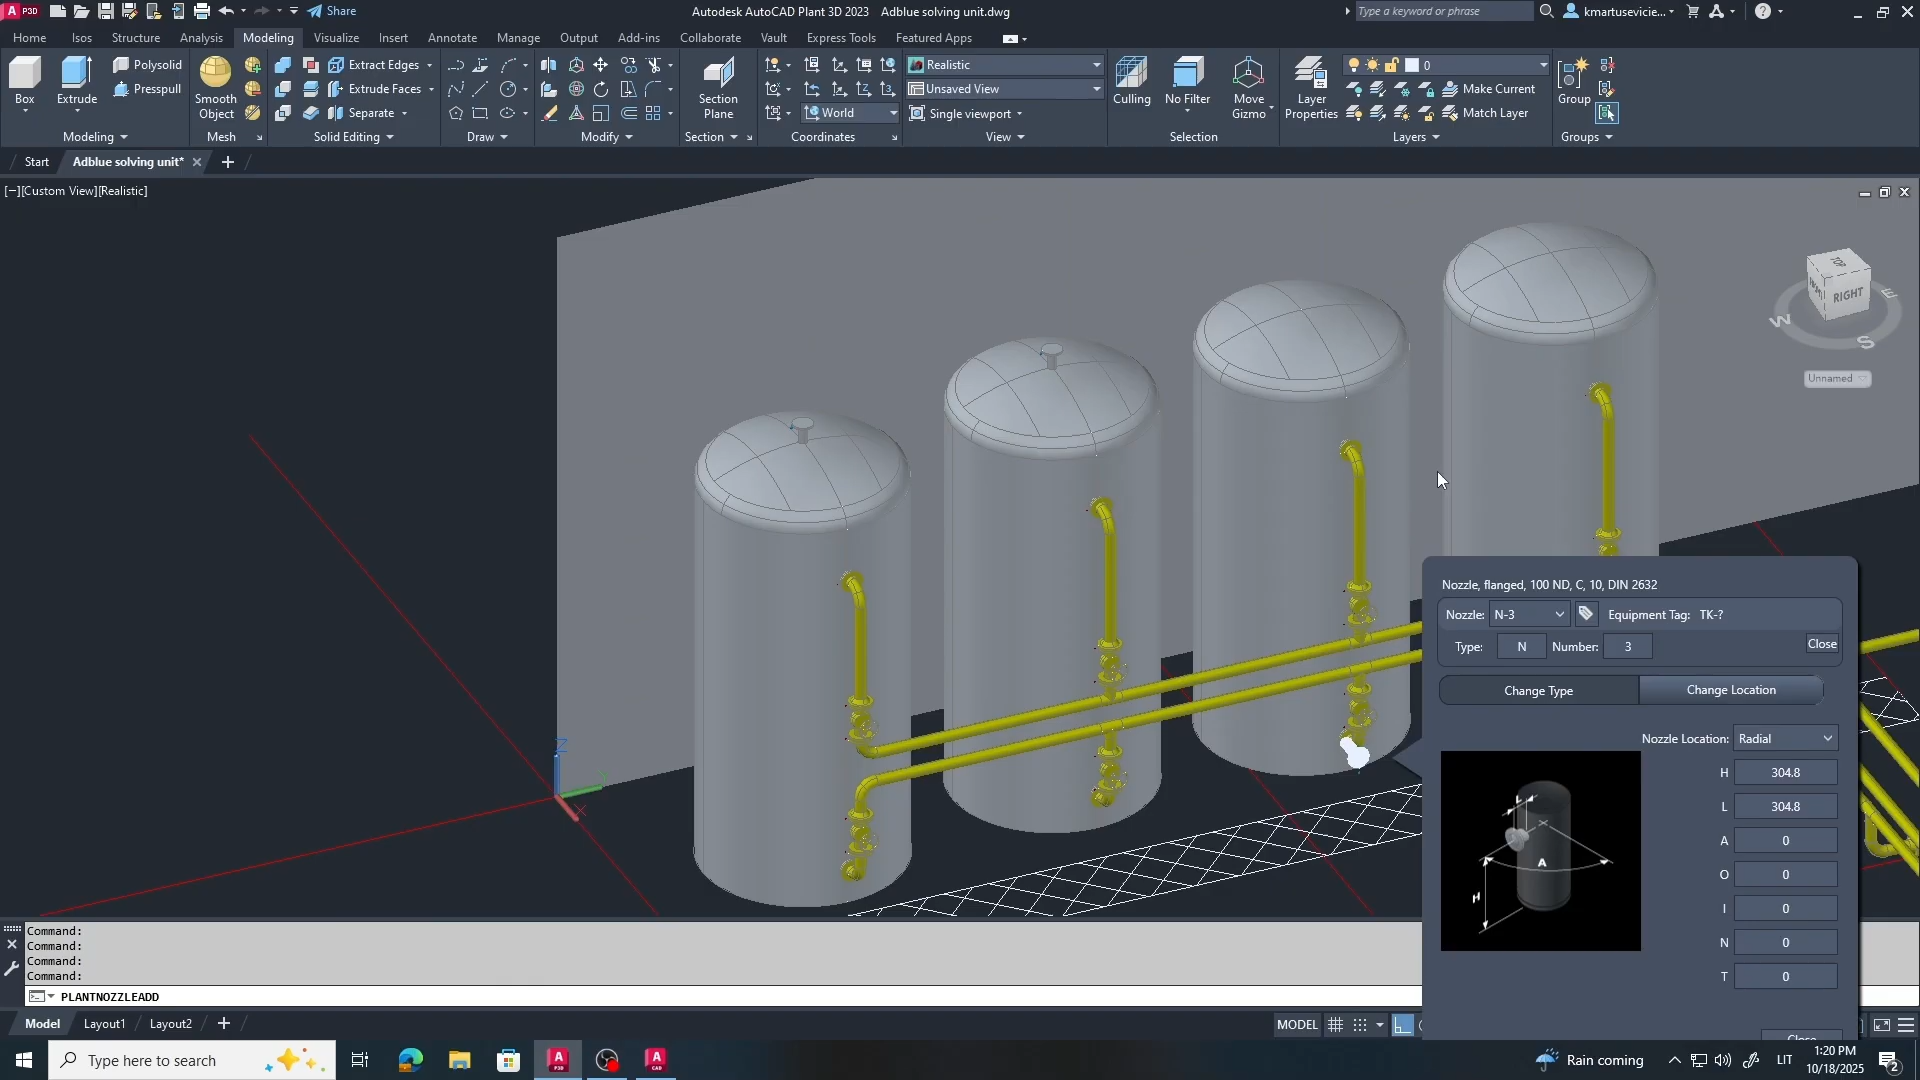 P3D
Share
Autodesk AutoCAD Plant 3D 2023    Adblue solving unit.dwg
Type a keyword or phrase
kmartusevicie...
Home Isos Structure Analysis Modeling Visualize Insert Annotate Manage Output Add-ins Collaborate Vault Express Tools Featured Apps
Box
Extrude
Polysolid
Presspull
Smooth
Object
Extract Edges
Extrude Faces
Separate
Section
Plane
World
Realistic
Unsaved View
Single viewport
Culling
No Filter
Move
Gizmo
Layer
Properties
0
Make Current
Match Layer
Group
Modeling
Mesh
Solid Editing
Draw
Modify
Section
Coordinates
View
Selection
Layers
Groups
Start
Adblue solving unit*
[−][Custom View][Realistic]
TOP
RIGHT
W
E
S
Unnamed
Z
X
Nozzle, flanged, 100 ND, C, 10, DIN 2632
Nozzle: N-3 Equipment Tag: TK-?
Type: N Number: 3 Close
Change Type Change Location
Nozzle Location: Radial
H 304.8
L 304.8
A 0
O 0
I 0
N 0
T 0
L
A
H
Close
Command:
Command:
Command:
Command:
PLANTNOZZLEADD
Model Layout1 Layout2
MODEL
Type here to search
Rain coming
LIT
1:20 PM
10/18/2025
2